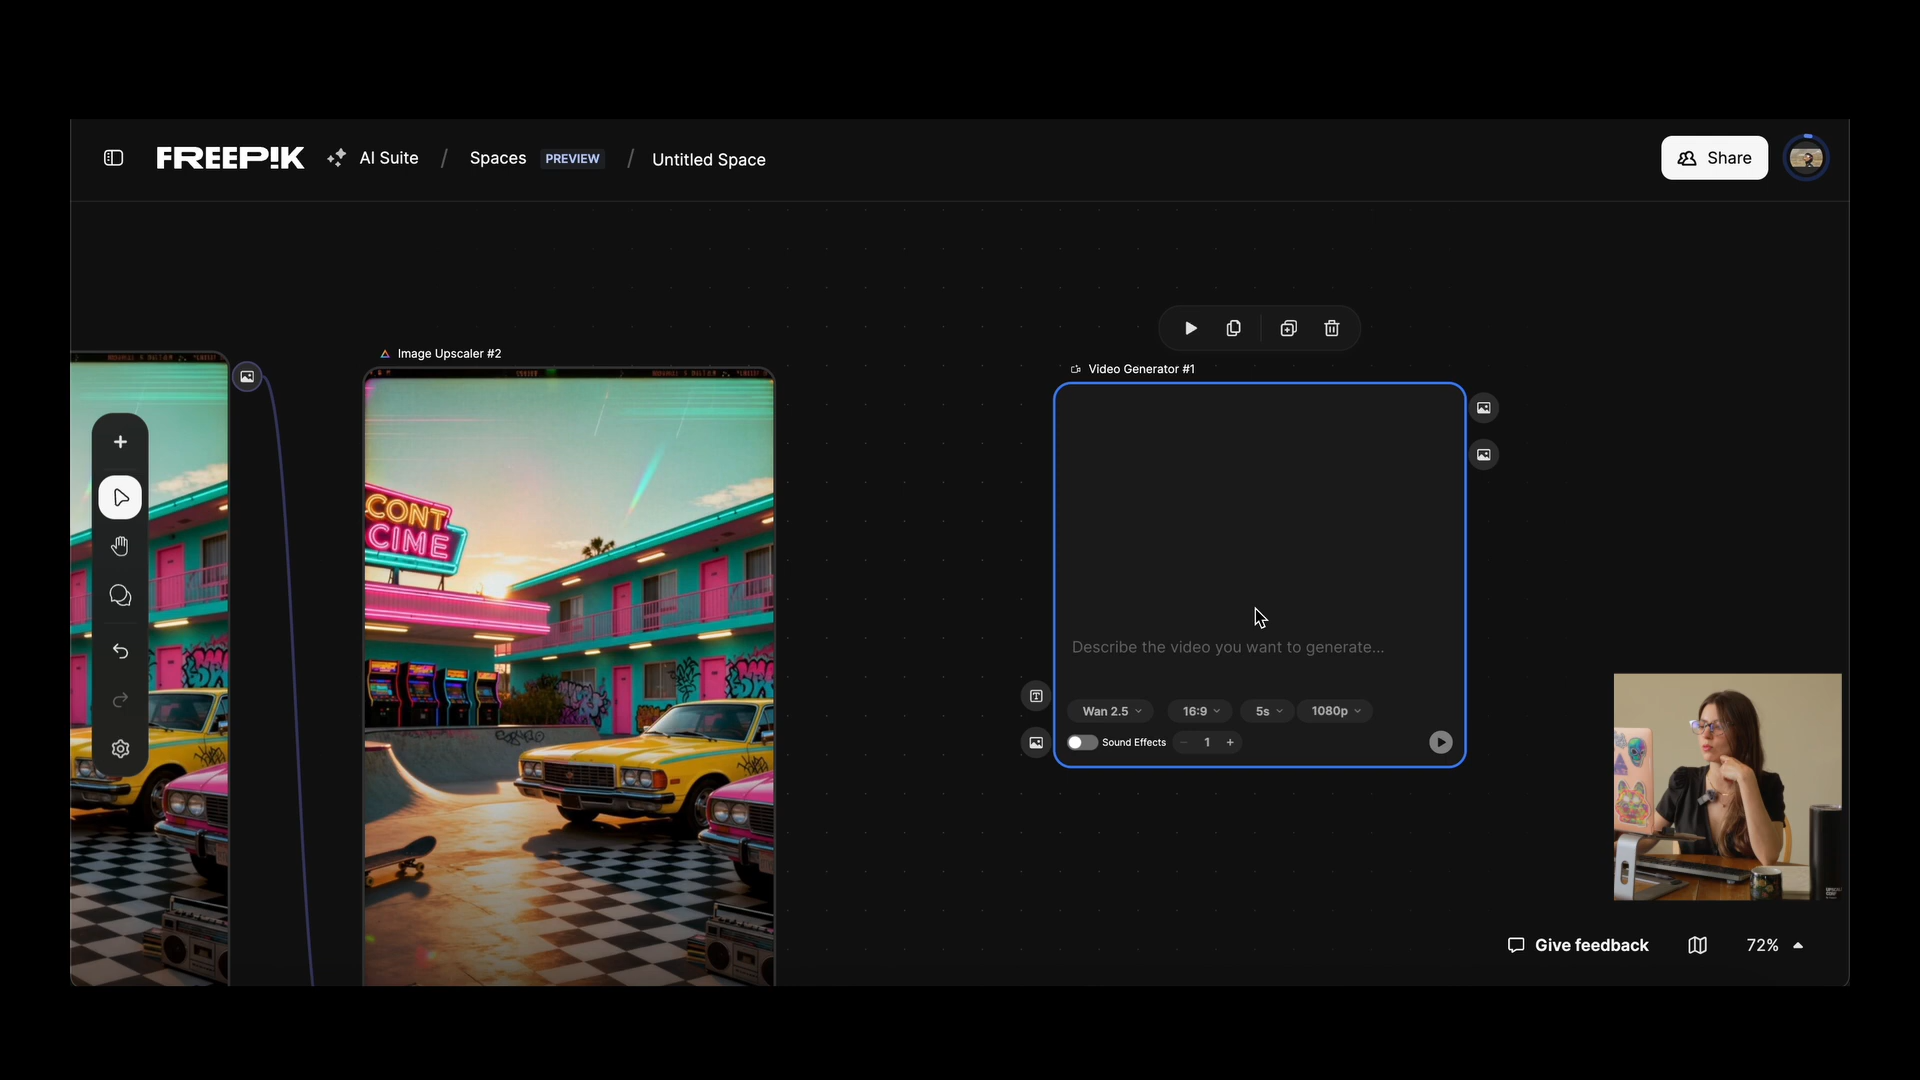 FREEP!K AI Suite / Spaces PREVIEW / Untitled Space
Share
Image Upscaler #2
Video Generator #1
CONT
CIME
Describe the video you want to generate...
Wan 2.5 16:9 5s 1080p
Sound Effects − 1 +
Give feedback 72%